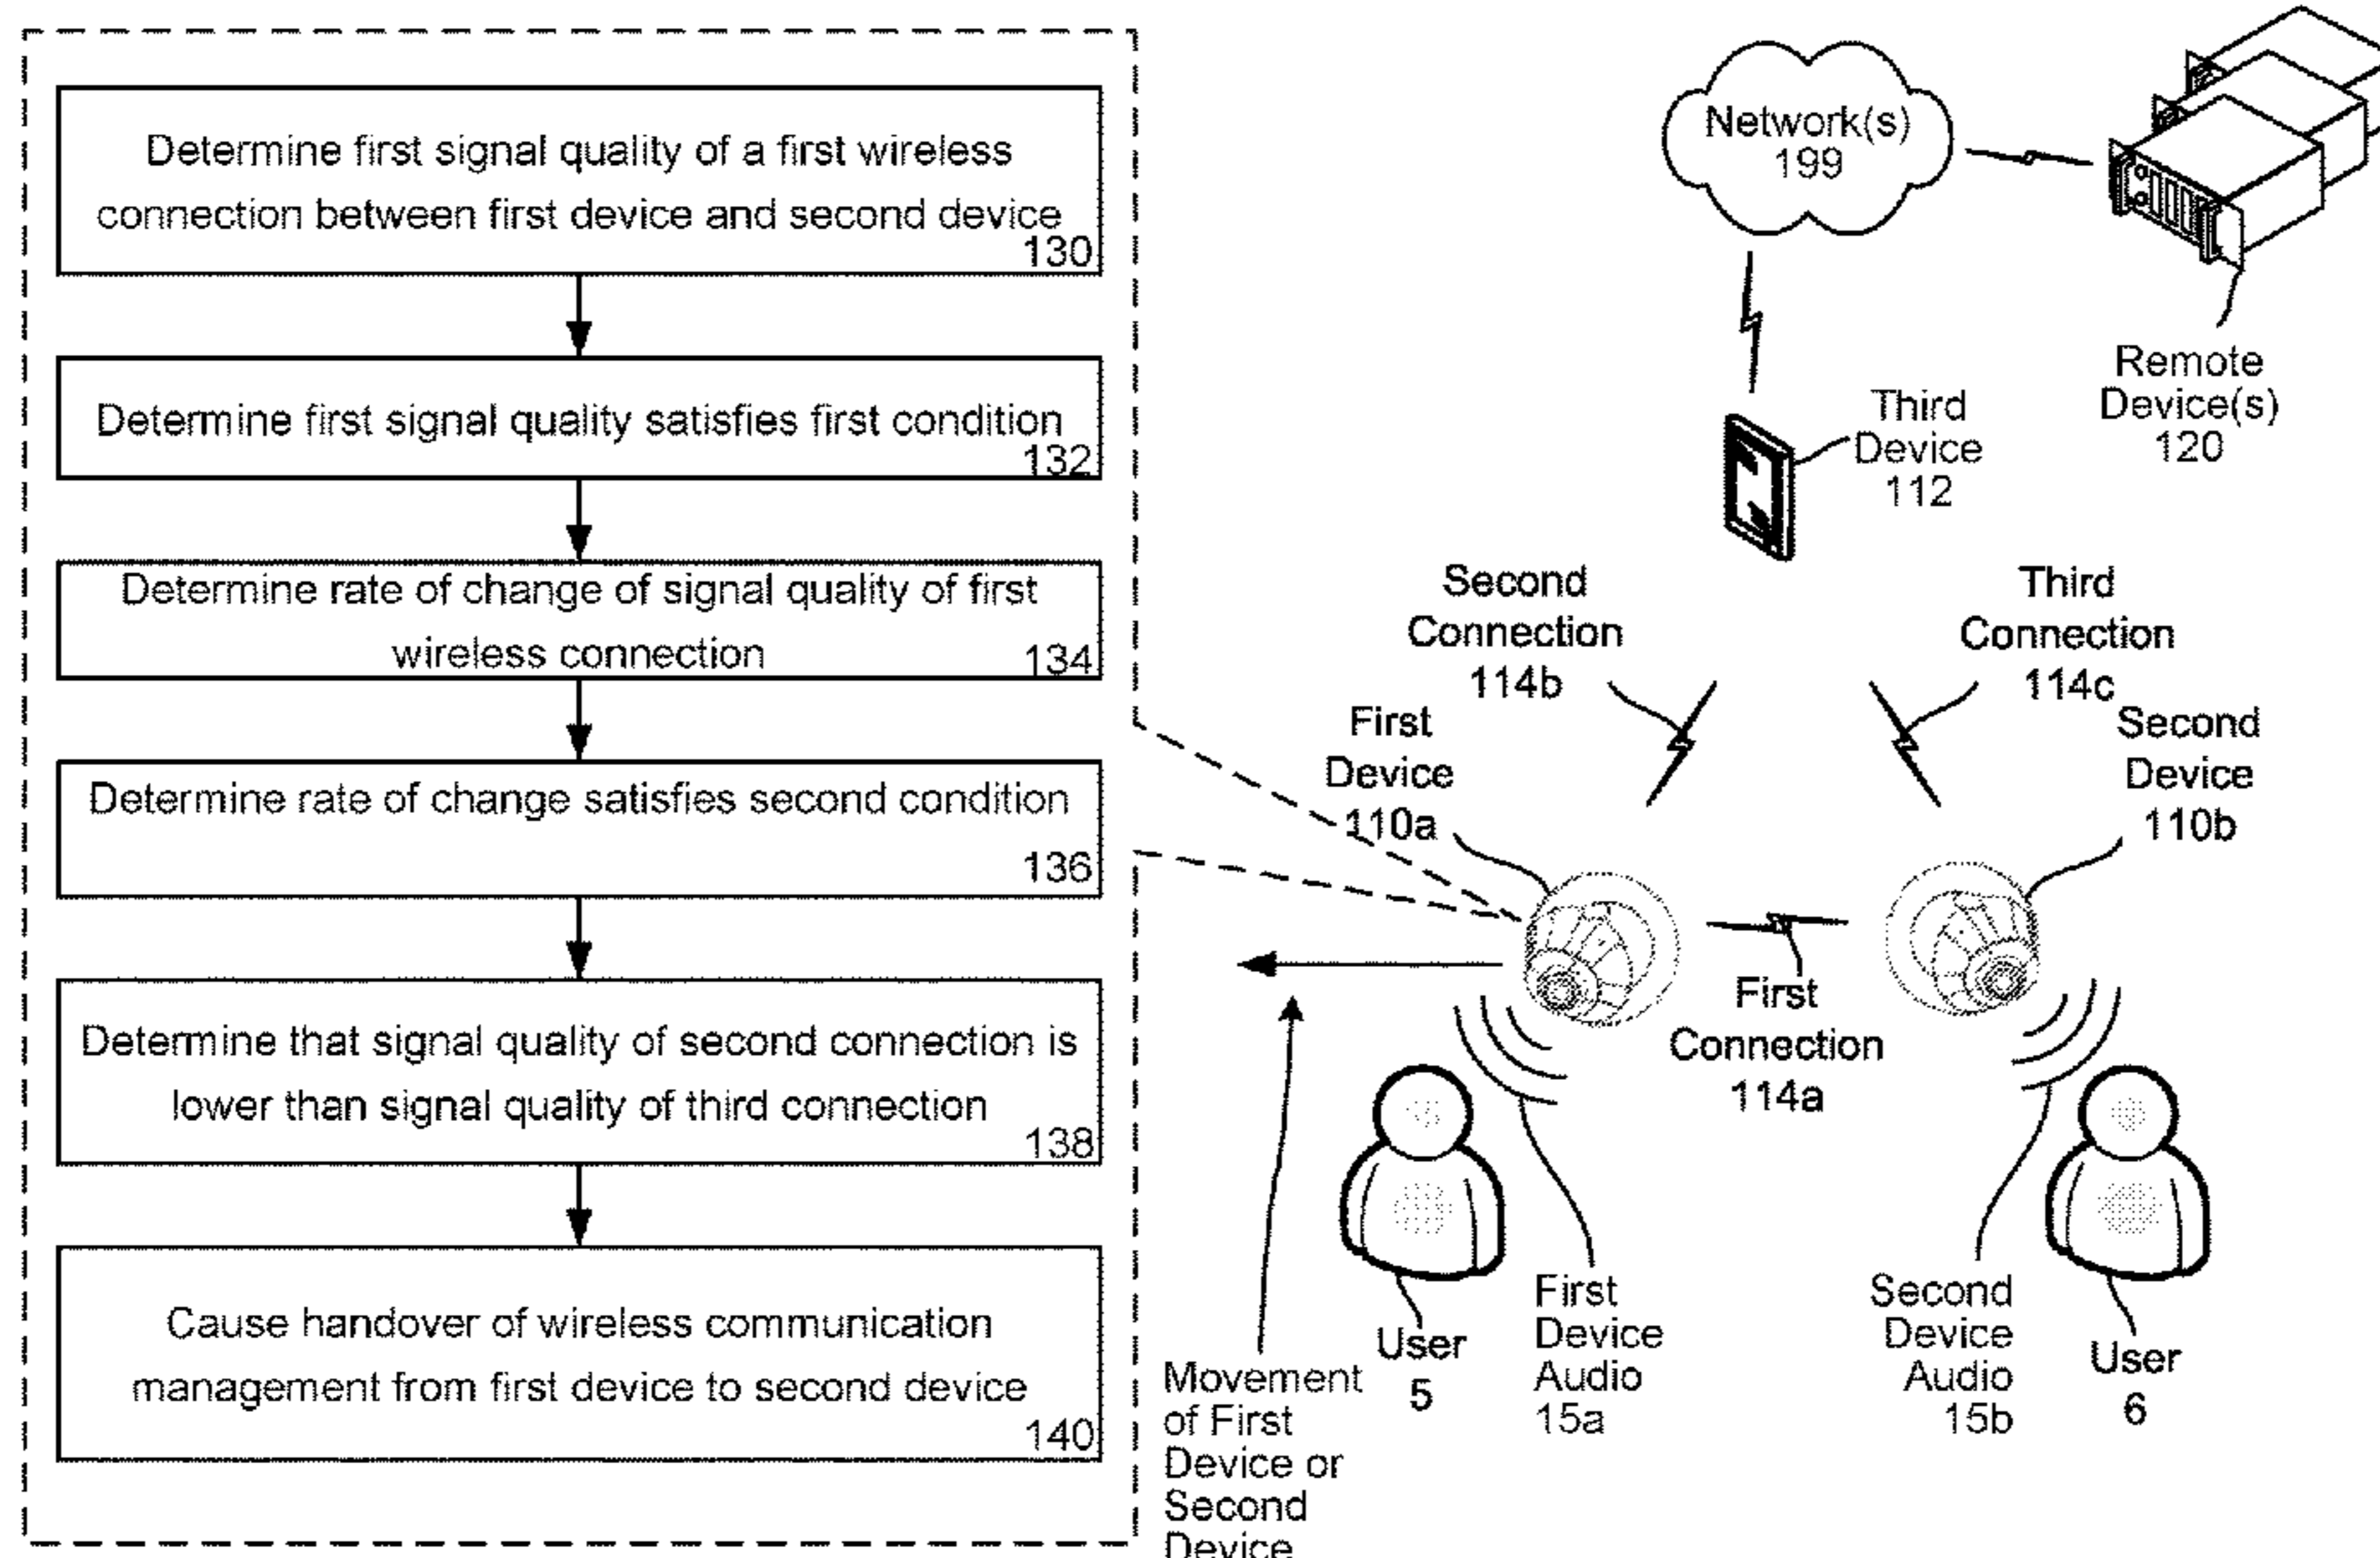 Determine first signal quality of a first wireless
connection between first device and second device
130
Determine first signal quality satisfies first condition
132
Determine rate of change of signal quality of first
wireless connection
134
Determine rate of change satisfies second condition
136
Determine that signal quality of second connection is
lower than signal quality of third connection
138
Cause handover of wireless communication
management from first device to second device
140
Network(s)
199
Remote
Device(s)
120
Third
Device
112
Second
Connection
114b
Third
Connection
114c
First
Device
110a
Second
Device
110b
First
Connection
114a
Movement
of First
Device or
Second
Device
User
5
First
Device
Audio
15a
Second
Device
Audio
15b
User
6